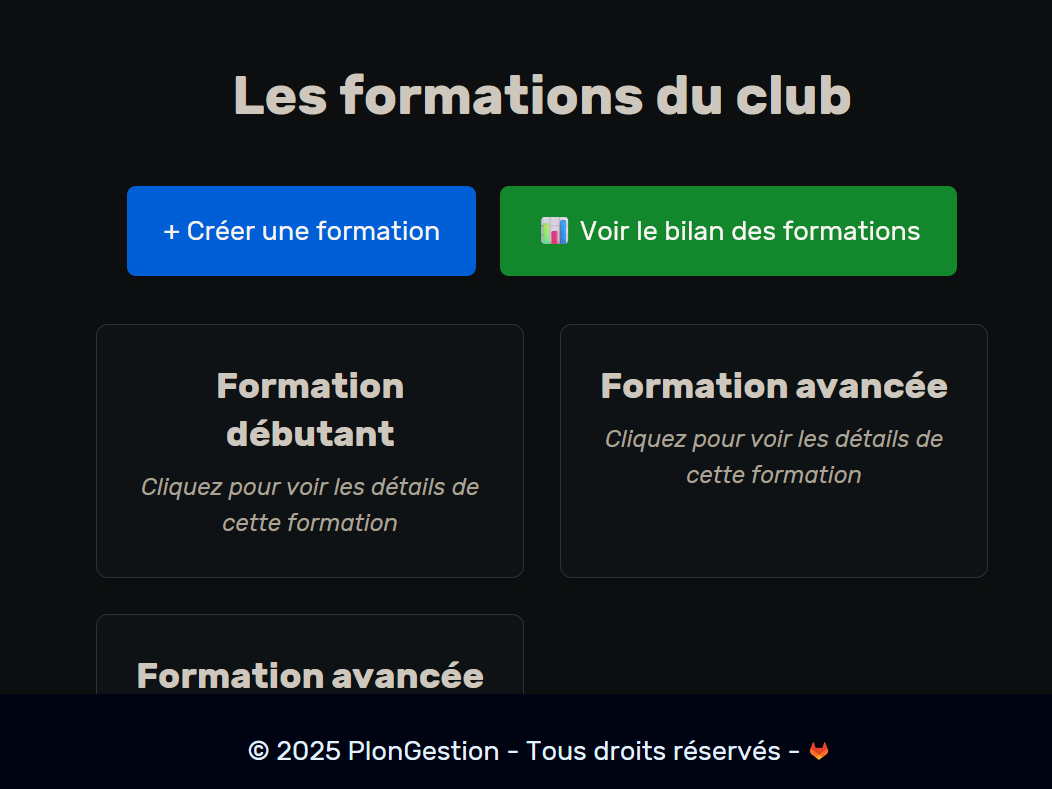 Les formations du club
+ Créer une formation
Voir le bilan des formations
Formation
débutant
Cliquez pour voir les détails de
cette formation
Formation avancée
Cliquez pour voir les détails de
cette formation
Formation avancée
© 2025 PlonGestion - Tous droits réservés -